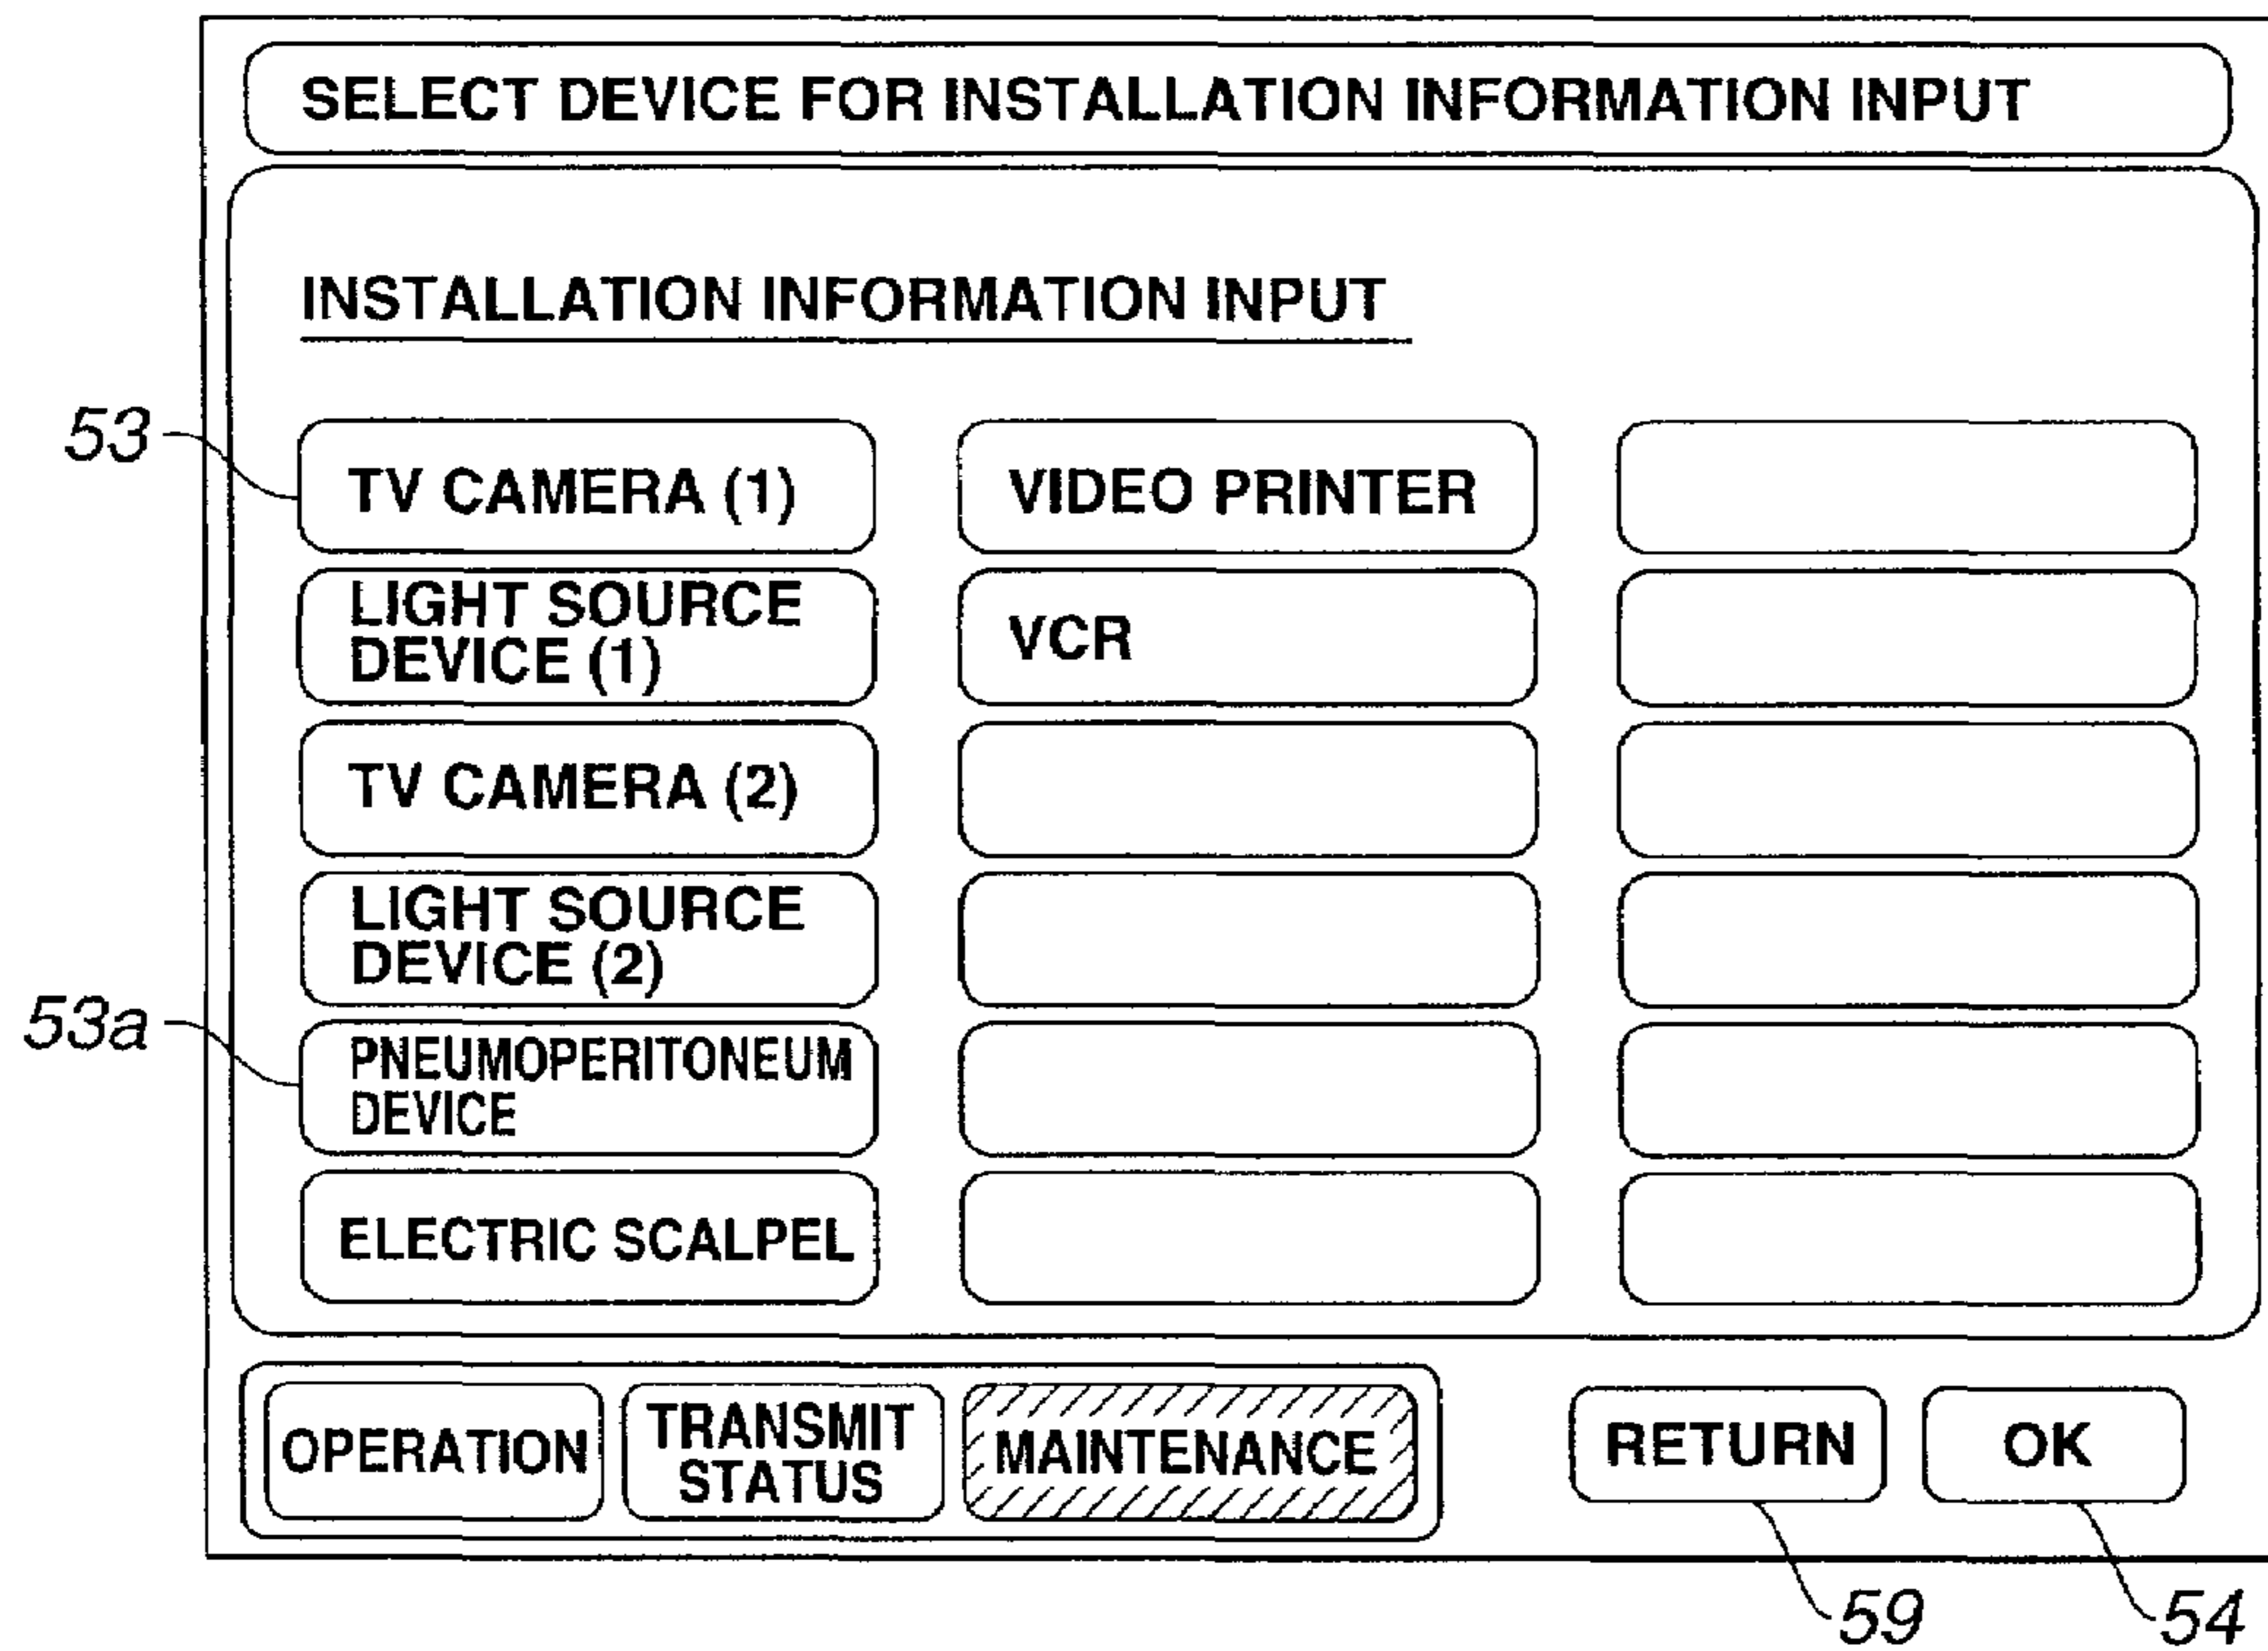 SELECT DEVICE FOR INSTALLATION INFORMATION INPUT
INSTALLATION INFORMATION INPUT
53
TV CAMERA (1)
VIDEO PRINTER
LIGHT SOURCE
DEVICE (1)
VCR
TV CAMERA (2)
LIGHT SOURCE
DEVICE (2)
53a
PNEUMOPERITONEUM
DEVICE
ELECTRIC SCALPEL
OPERATION
TRANSMIT
STATUS
MAINTENANCE
RETURN
OK
59
54